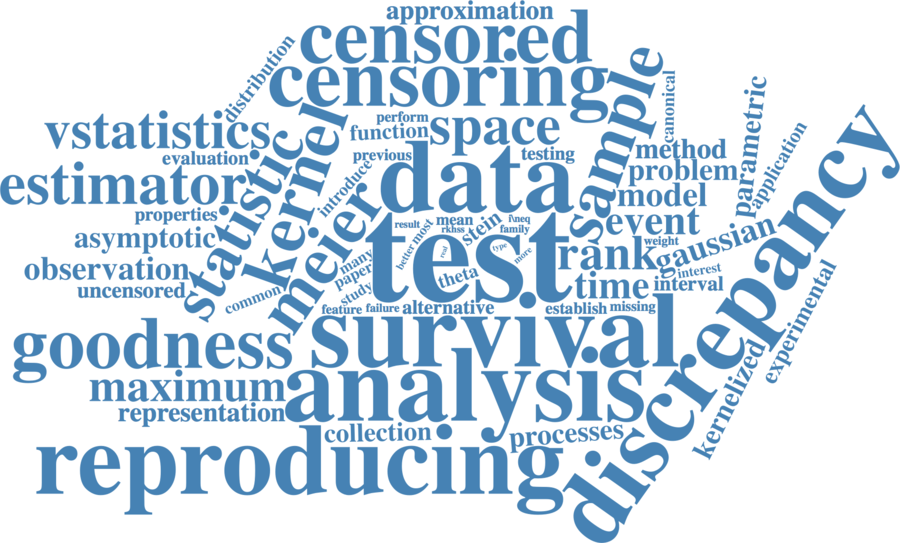 approximation
censored
censoring
distribution
sample
canonical
perform
function
space
vstatistics
evaluation
statistic
kernel
previous
data
testing
method
problem
parametric
application
estimator
introduce
meier
model
properties
event
asymptotic
result
most
better
mean
rkhss
stein
f\neq
family
test
real
type
more
rank
weight
gaussian
discrepancy
observation
uncensored
common
many
paper
study
theta
time
interest
interval
experimental
feature
failure
alternative
establish
missing
goodness
survival
maximum
analysis
representation
kernelized
collection
processes
reproducing